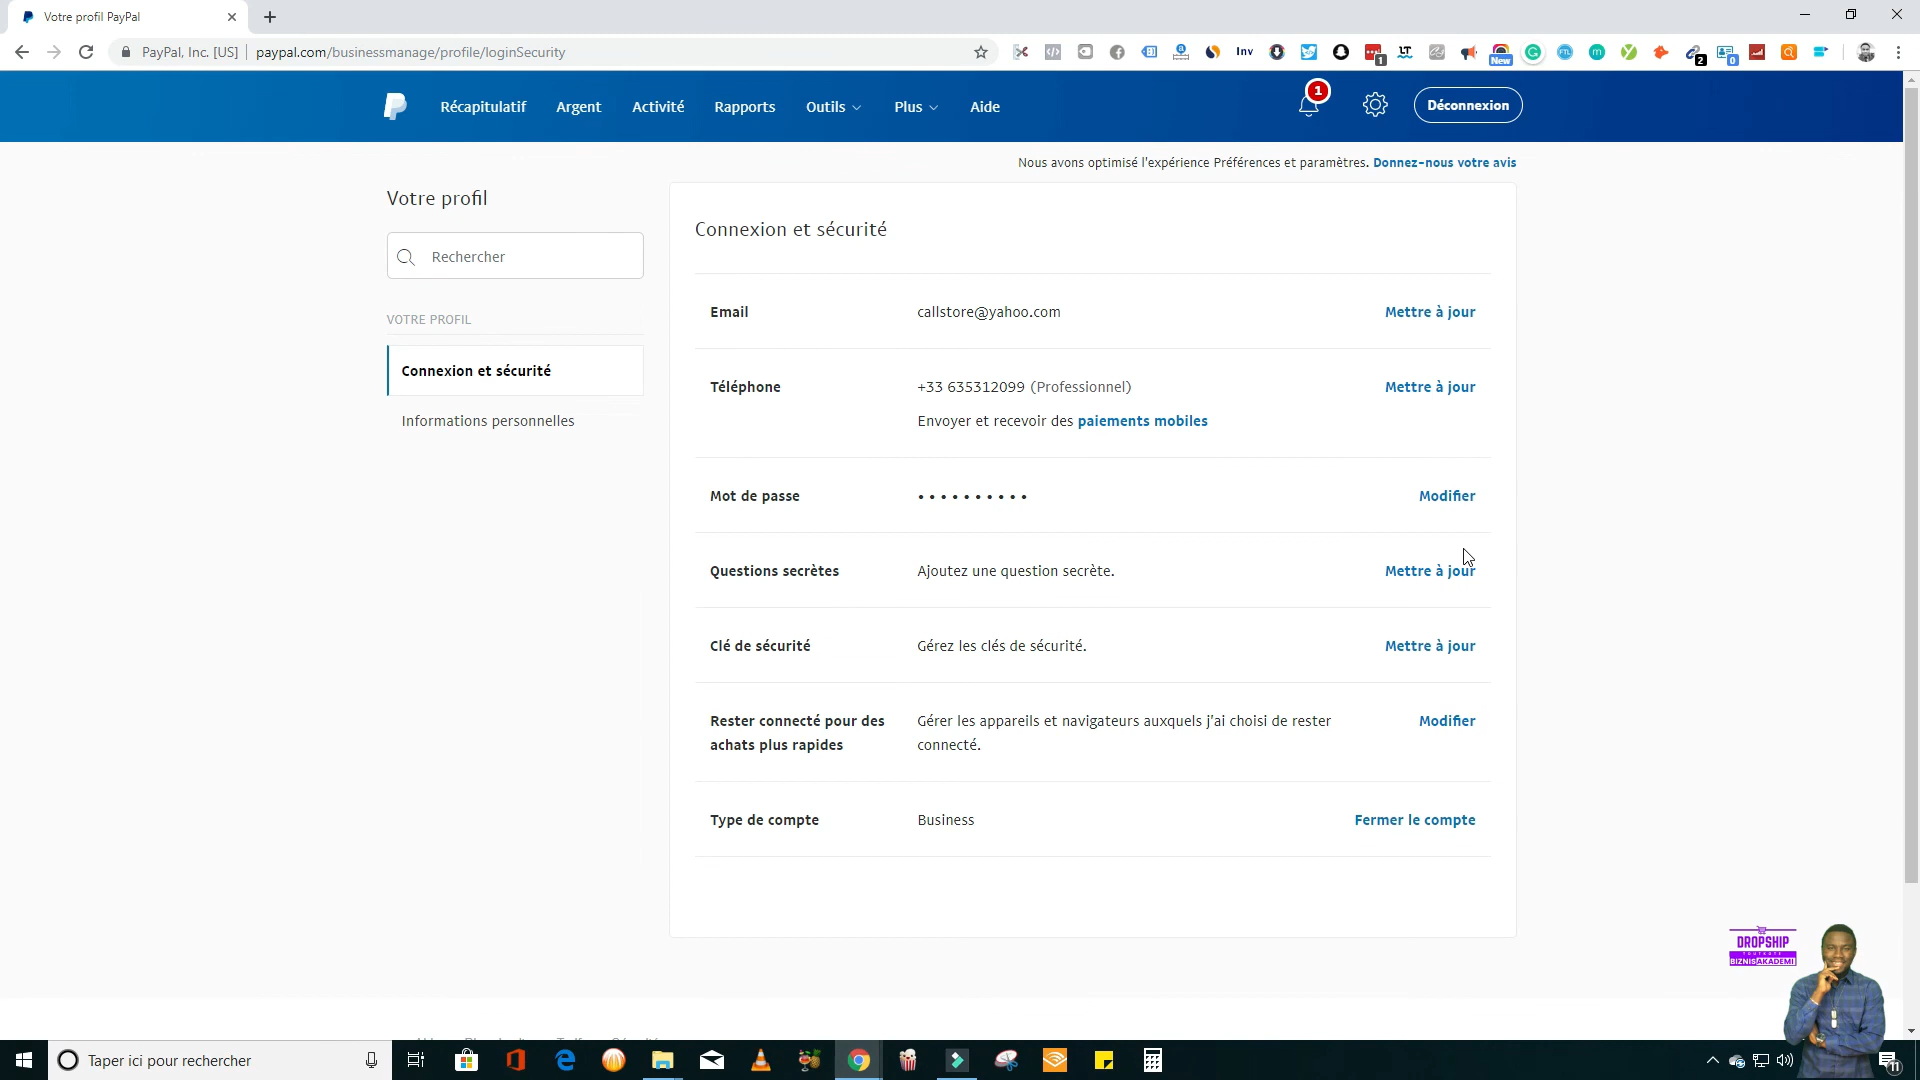 Votre profil PayPal
PayPal, Inc. [US]
paypal.com/businessmanage/profile/loginSecurity
Inv
1
New
2
0
Récapitulatif
Argent
Activité
Rapports
Outils
Plus
Aide
1
Déconnexion
Nous avons optimisé l'expérience Préférences et paramètres. Donnez-nous votre avis
Votre profil
Rechercher
VOTRE PROFIL
Connexion et sécurité
Informations personnelles
Connexion et sécurité
Email
callstore@yahoo.com
Mettre à jour
Téléphone
+33 635312099 (Professionnel)
Mettre à jour
Envoyer et recevoir des paiements mobiles
Mot de passe
••••••••••
Modifier
Questions secrètes
Ajoutez une question secrète.
Mettre à jour
Clé de sécurité
Gérez les clés de sécurité.
Mettre à jour
Rester connecté pour des
achats plus rapides
Gérer les appareils et navigateurs auxquels j'ai choisi de rester
connecté.
Modifier
Type de compte
Business
Fermer le compte
DROPSHIP
BIZNISAKADEMI
Taper ici pour rechercher
11